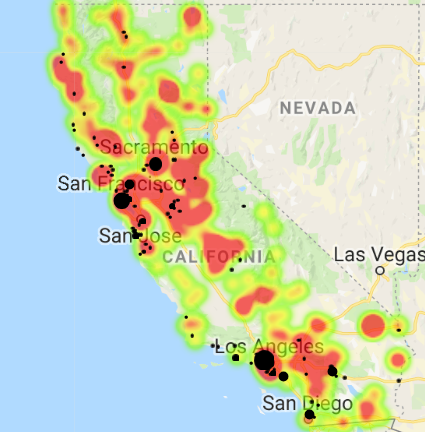 NEVADA
Sacramento
San Francisco
San Jose
CALIFORNIA
Las Vegas
Los Angeles
San Diego